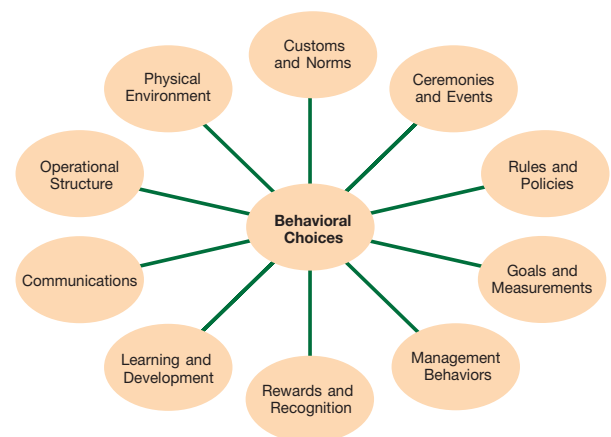 Customs
and Norms
Ceremonies
and Events
Rules and
Policies
Goals and
Measurements
Management
Behaviors
Rewards and
Recognition
Learning and
Development
Communications
Operational
Structure
Physical
Environment
Behavioral
Choices